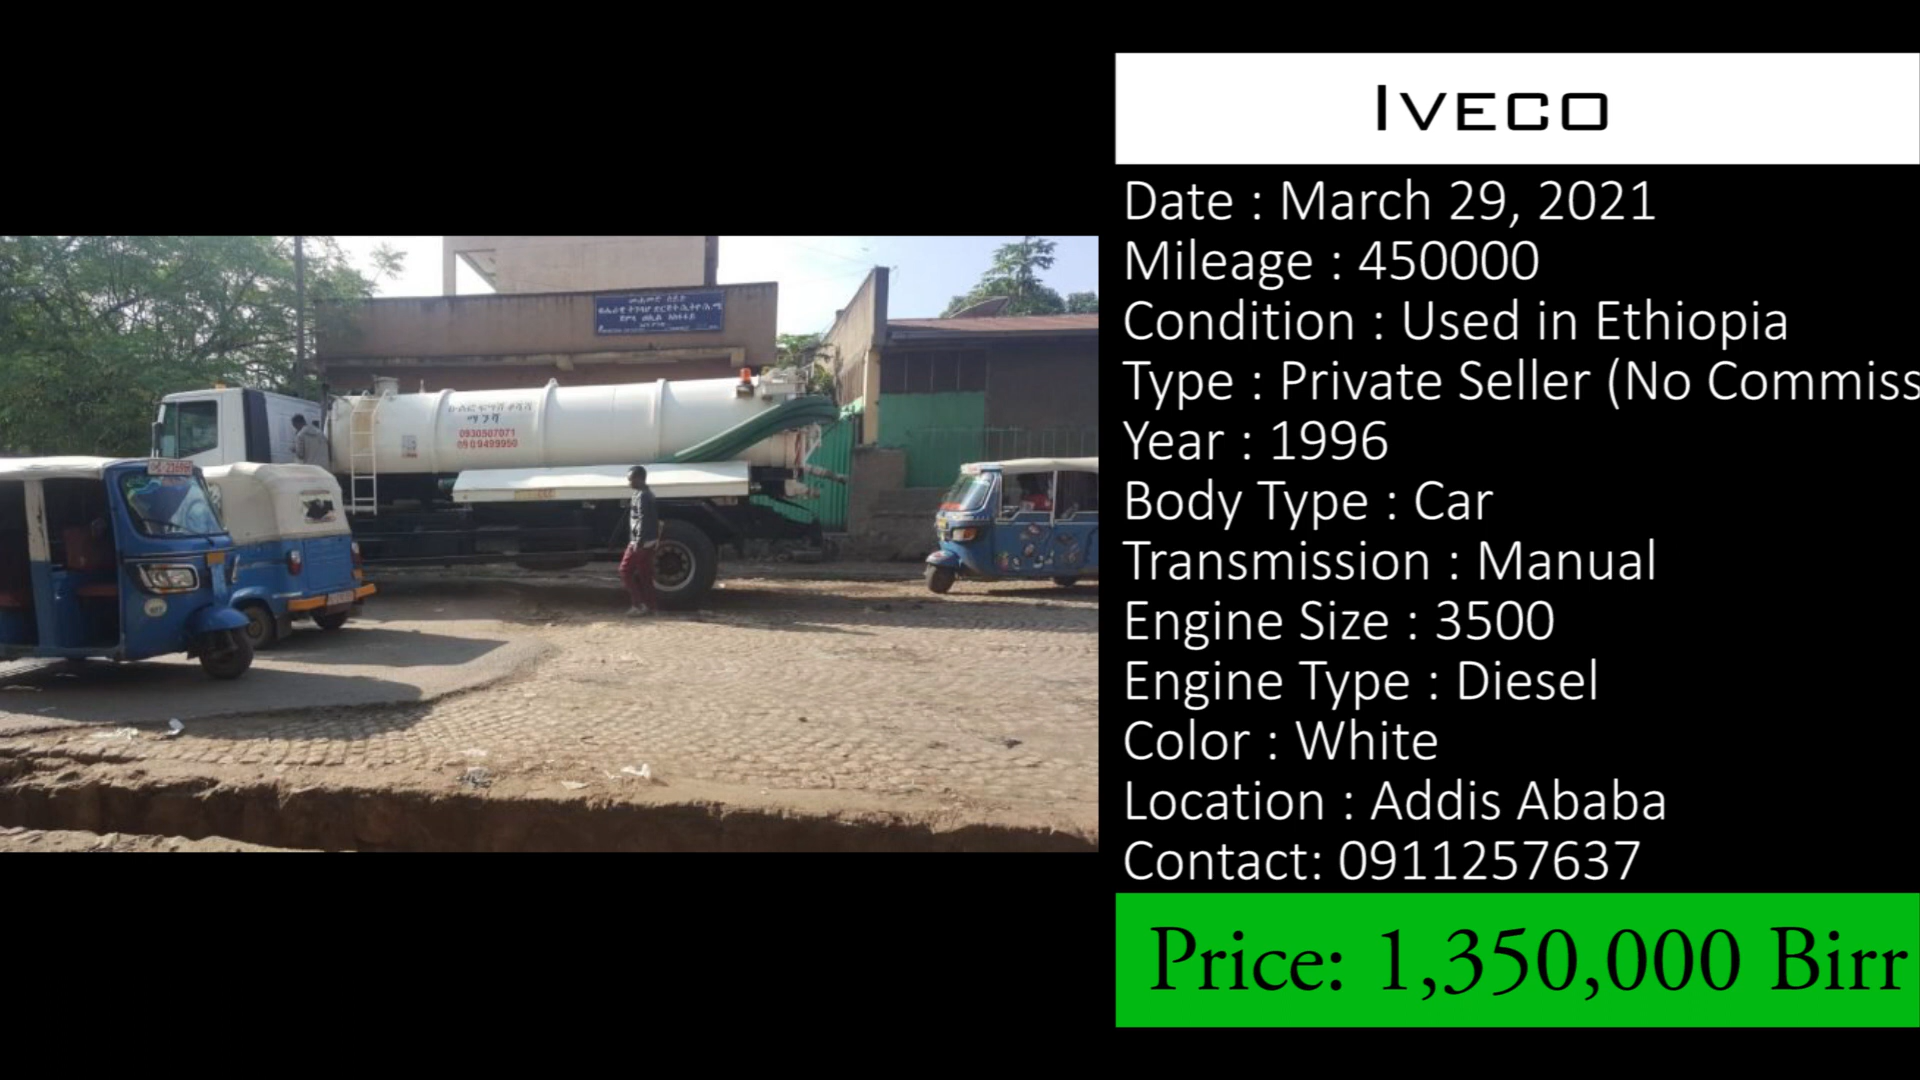 IVECO
Date : March 29, 2021
Mileage : 450000
Condition : Used in Ethiopia
Type : Private Seller (No Commiss
Year : 1996
Body Type : Car
Transmission : Manual
Engine Size : 3500
Engine Type : Diesel
Color : White
Location : Addis Ababa
Contact: 0911257637
Price: 1,350,000 Birr
0930507071
0909499950